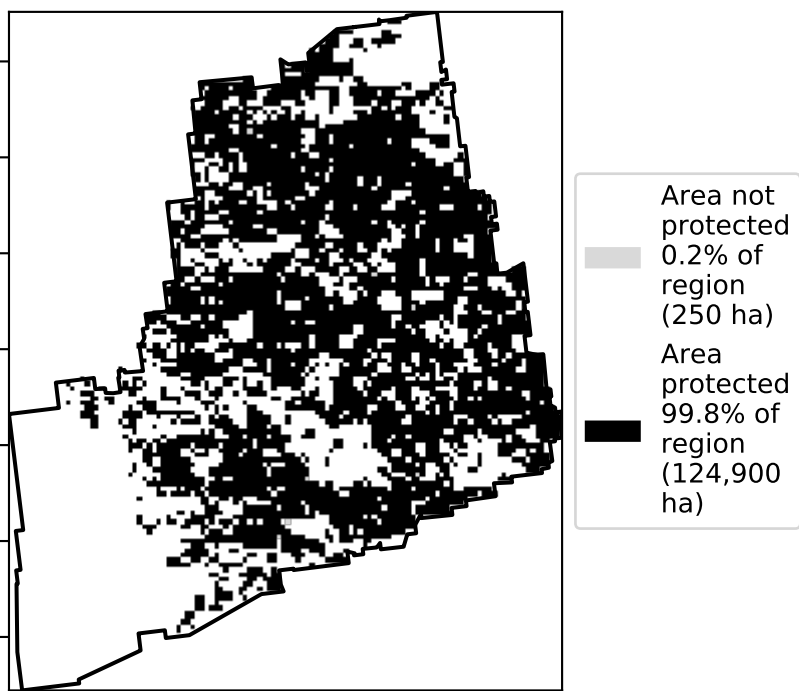 Area not
protected
0.2% of
region
(250 ha)
Area
protected
99.8% of
region
(124,900
ha)